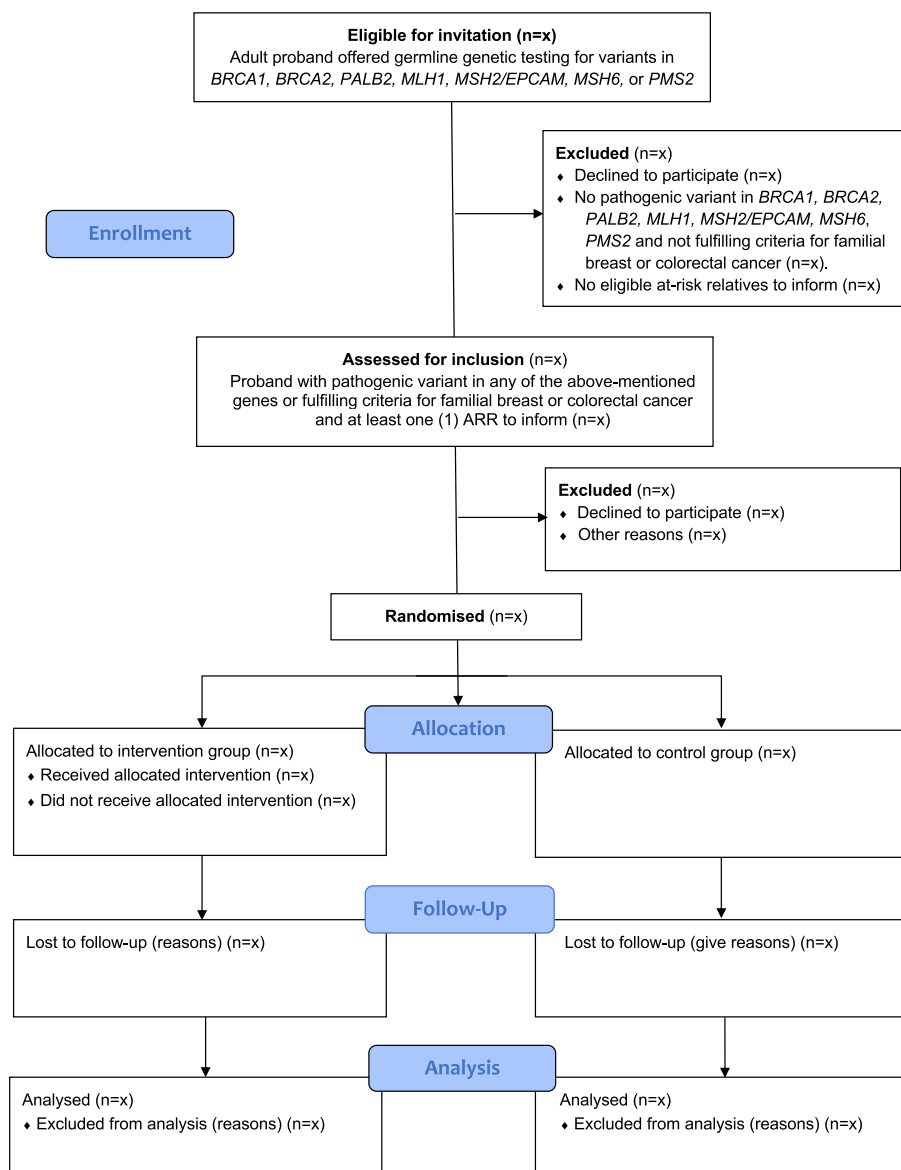 Eligible for invitation (n=x)
Adult proband offered germline genetic testing for variants in
BRCA1, BRCA2, PALB2, MLH1, MSH2/EPCAM, MSH6, or PMS2
Excluded (n=x)
♦ Declined to participate (n=x)
♦ No pathogenic variant in BRCA1, BRCA2,
PALB2, MLH1, MSH2/EPCAM, MSH6,
PMS2 and not fulfilling criteria for familial
breast or colorectal cancer (n=x).
♦ No eligible at-risk relatives to inform (n=x)
Enrollment
Assessed for inclusion (n=x)
Proband with pathogenic variant in any of the above-mentioned
genes or fulfilling criteria for familial breast or colorectal cancer
and at least one (1) ARR to inform (n=x)
Excluded (n=x)
♦ Declined to participate (n=x)
♦ Other reasons (n=x)
Randomised (n=x)
Allocation
Allocated to intervention group (n=x)
♦ Received allocated intervention (n=x)
♦ Did not receive allocated intervention (n=x)
Allocated to control group (n=x)
Follow-Up
Lost to follow-up (reasons) (n=x)
Lost to follow-up (give reasons) (n=x)
Analysis
Analysed (n=x)
♦ Excluded from analysis (reasons) (n=x)
Analysed (n=x)
♦ Excluded from analysis (reasons) (n=x)